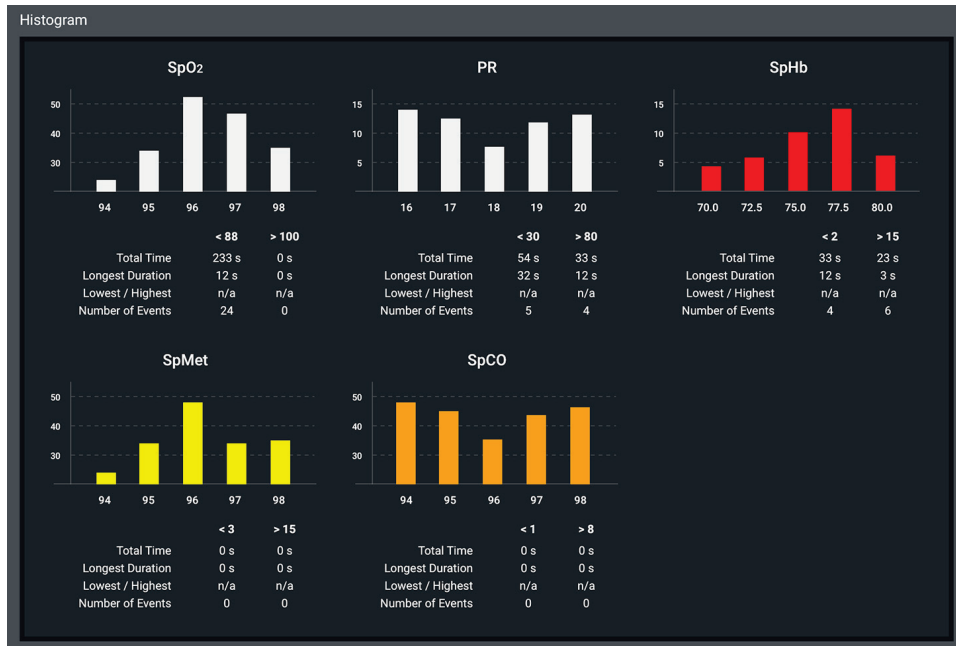 Histogram
SpO2
50
40
30
94 95 96 97 98
< 88 > 100
Total Time 233 s 0 s
Longest Duration 12 s 0 s
Lowest / Highest n/a n/a
Number of Events 24 0
PR
15
10
5
16 17 18 19 20
< 30 > 80
Total Time 54 s 33 s
Longest Duration 32 s 12 s
Lowest / Highest n/a n/a
Number of Events 5 4
SpHb
15
10
5
70.0 72.5 75.0 77.5 80.0
< 2 > 15
Total Time 33 s 23 s
Longest Duration 12 s 3 s
Lowest / Highest n/a n/a
Number of Events 4 6
SpMet
50
40
30
94 95 96 97 98
< 3 > 15
Total Time 0 s 0 s
Longest Duration 0 s 0 s
Lowest / Highest n/a n/a
Number of Events 0 0
SpCO
50
40
30
94 95 96 97 98
< 1 > 8
Total Time 0 s 0 s
Longest Duration 0 s 0 s
Lowest / Highest n/a n/a
Number of Events 0 0